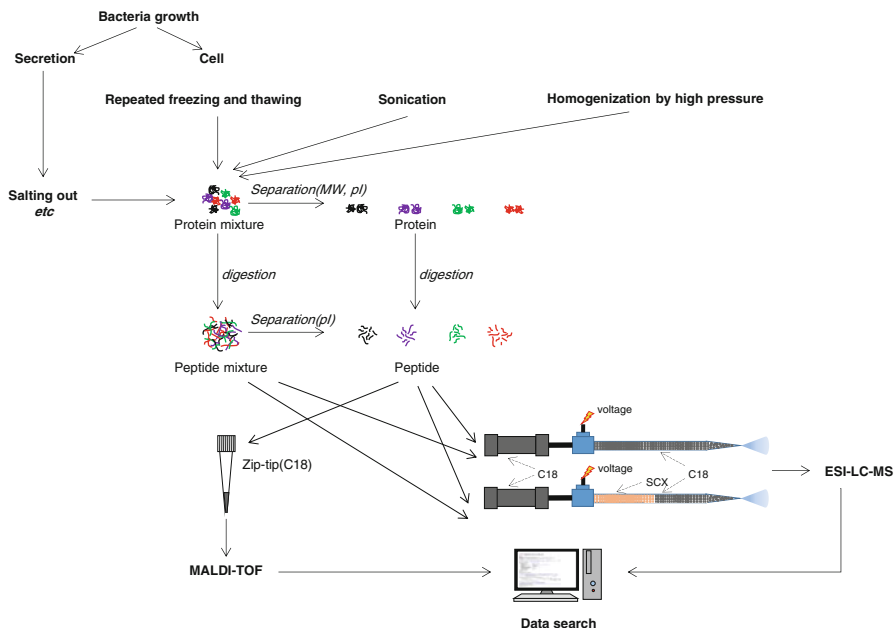 Bacteria growth
Secretion
Cell
Repeated freezing and thawing
Sonication
Homogenization by high pressure
Salting out
etc
Separation(MW, pI)
Protein mixture
Protein
digestion
digestion
Separation(pI)
Peptide mixture
Peptide
voltage
Zip-tip(C18)
C18
voltage
SCX
C18
ESI-LC-MS
MALDI-TOF
Data search